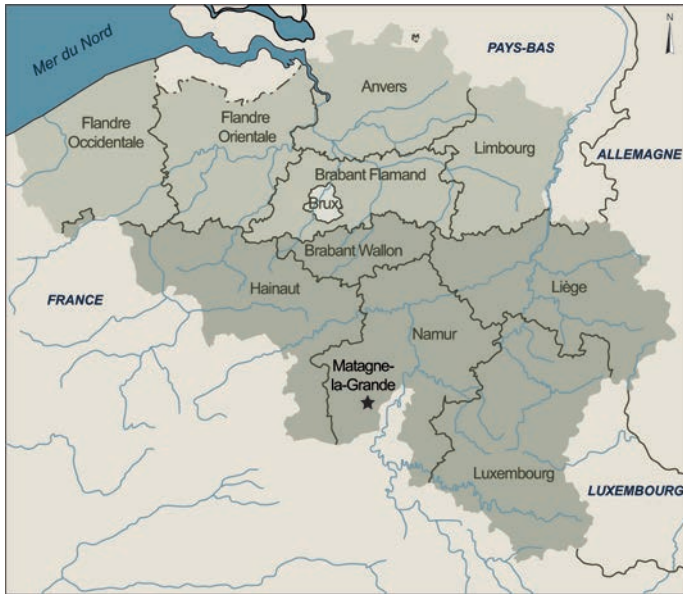 Mer du Nord
PAYS-BAS
N
Anvers
Flandre
Occidentale
Flandre
Orientale
Limbourg
ALLEMAGNE
Brabant Flamand
Brux
Brabant Wallon
Hainaut
Liège
FRANCE
Namur
Matagne-
la-Grande
Luxembourg
LUXEMBOURG